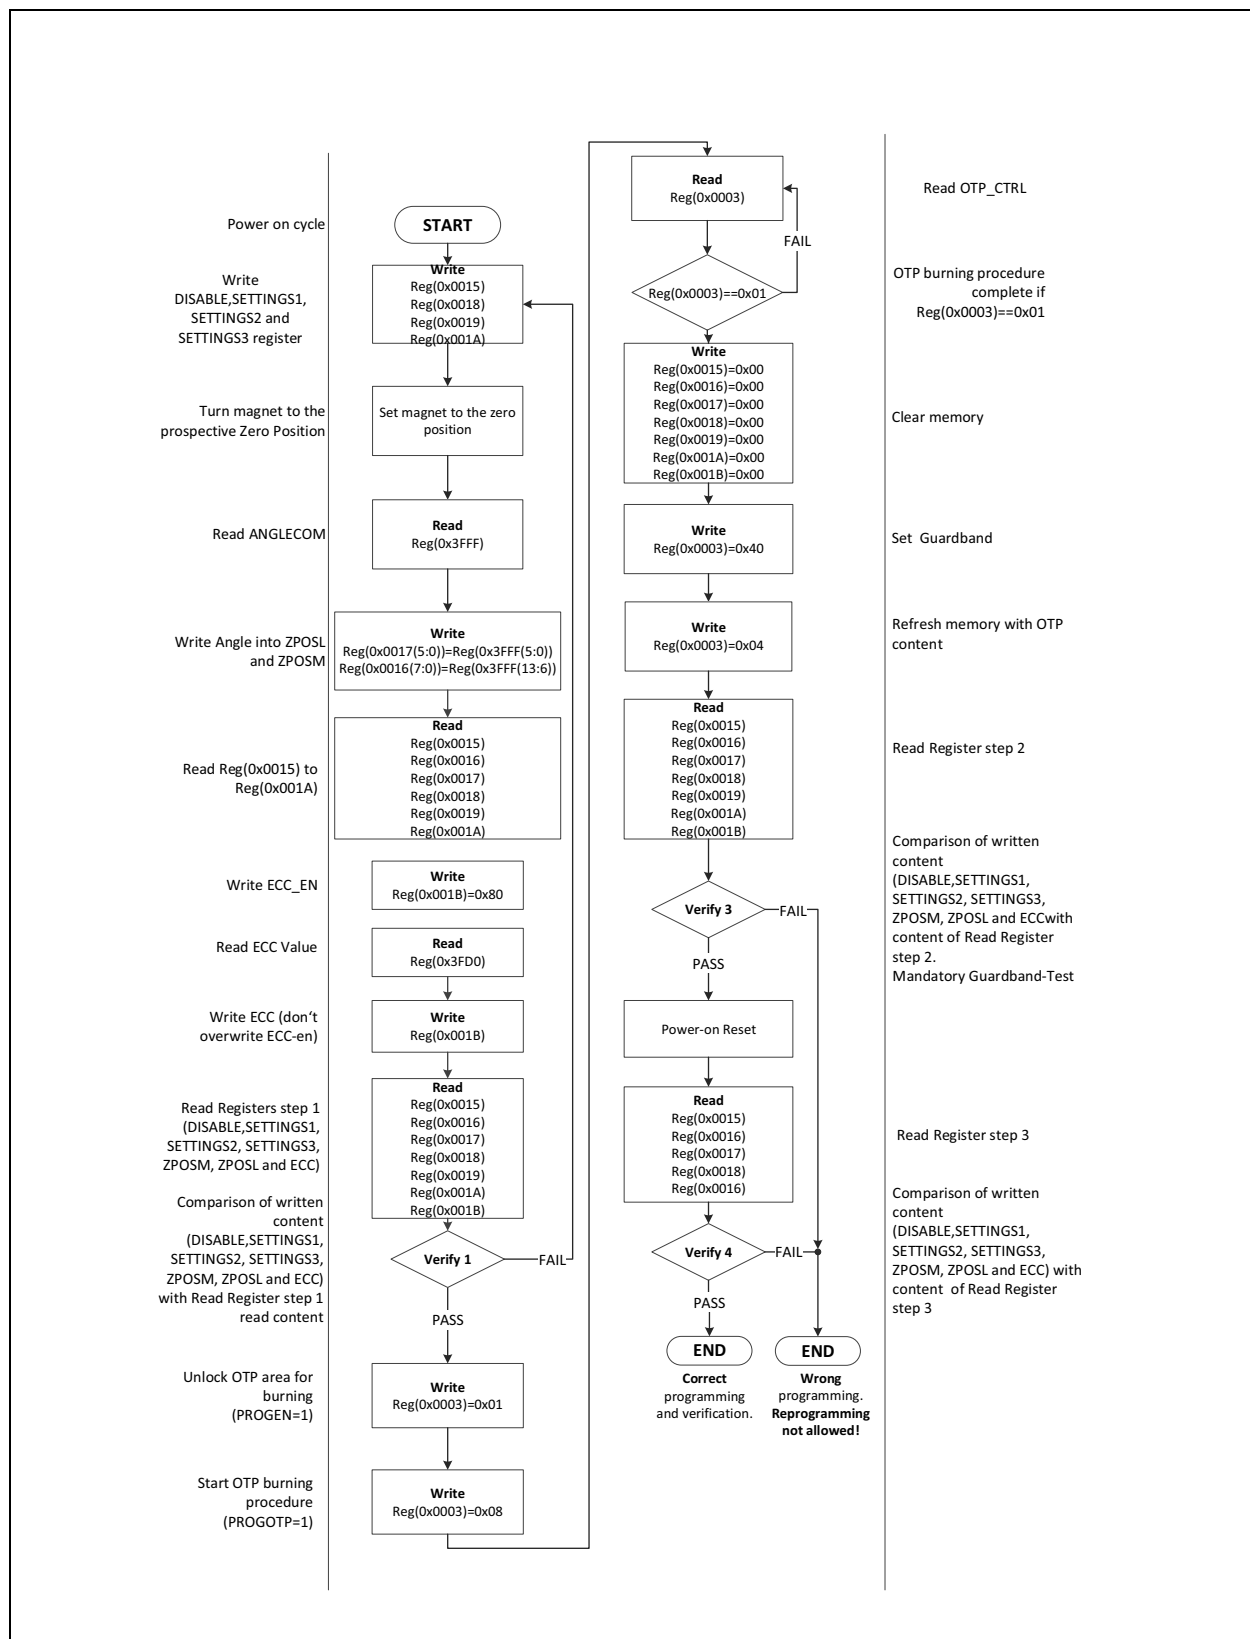 Power on cycle
START
Write
DISABLE,SETTINGS1,
SETTINGS2 and
SETTINGS3 register
Write
Reg(0x0015)
Reg(0x0018)
Reg(0x0019)
Reg(0x001A)
Turn magnet to the
prospective Zero Position
Set magnet to the zero
position
Read ANGLECOM
Read
Reg(0x3FFF)
Write Angle into ZPOSL
and ZPOSM
Write
Reg(0x0017(5:0))=Reg(0x3FFF(5:0))
Reg(0x0016(7:0))=Reg(0x3FFF(13:6))
Read Reg(0x0015) to
Reg(0x001A)
Read
Reg(0x0015)
Reg(0x0016)
Reg(0x0017)
Reg(0x0018)
Reg(0x0019)
Reg(0x001A)
Write ECC_EN
Write
Reg(0x001B)=0x80
Read ECC Value
Read
Reg(0x3FD0)
Write ECC (don‘t
overwrite ECC-en)
Write
Reg(0x001B)
Read Registers step 1
(DISABLE,SETTINGS1,
SETTINGS2, SETTINGS3,
ZPOSM, ZPOSL and ECC)
Read
Reg(0x0015)
Reg(0x0016)
Reg(0x0017)
Reg(0x0018)
Reg(0x0019)
Reg(0x001A)
Reg(0x001B)
Comparison of written
content
(DISABLE,SETTINGS1,
SETTINGS2, SETTINGS3,
ZPOSM, ZPOSL and ECC)
with Read Register step 1
read content
Verify 1
FAIL
PASS
Unlock OTP area for
burning
(PROGEN=1)
Write
Reg(0x0003)=0x01
Start OTP burning
procedure
(PROGOTP=1)
Write
Reg(0x0003)=0x08
Read
Reg(0x0003)
Read OTP_CTRL
FAIL
Reg(0x0003)==0x01
OTP burning procedure
complete if
Reg(0x0003)==0x01
Write
Reg(0x0015)=0x00
Reg(0x0016)=0x00
Reg(0x0017)=0x00
Reg(0x0018)=0x00
Reg(0x0019)=0x00
Reg(0x001A)=0x00
Reg(0x001B)=0x00
Clear memory
Write
Reg(0x0003)=0x40
Set Guardband
Write
Reg(0x0003)=0x04
Refresh memory with OTP
content
Read
Reg(0x0015)
Reg(0x0016)
Reg(0x0017)
Reg(0x0018)
Reg(0x0019)
Reg(0x001A)
Reg(0x001B)
Read Register step 2
Verify 3
FAIL
PASS
Comparison of written
content
(DISABLE,SETTINGS1,
SETTINGS2, SETTINGS3,
ZPOSM, ZPOSL and ECCwith
content of Read Register
step 2.
Mandatory Guardband-Test
Power-on Reset
Read
Reg(0x0015)
Reg(0x0016)
Reg(0x0017)
Reg(0x0018)
Reg(0x0016)
Read Register step 3
Verify 4
FAIL
PASS
Comparison of written
content
(DISABLE,SETTINGS1,
SETTINGS2, SETTINGS3,
ZPOSM, ZPOSL and ECC) with
content of Read Register
step 3
END
Correct
programming
and verification.
END
Wrong
programming.
Reprogramming
not allowed!